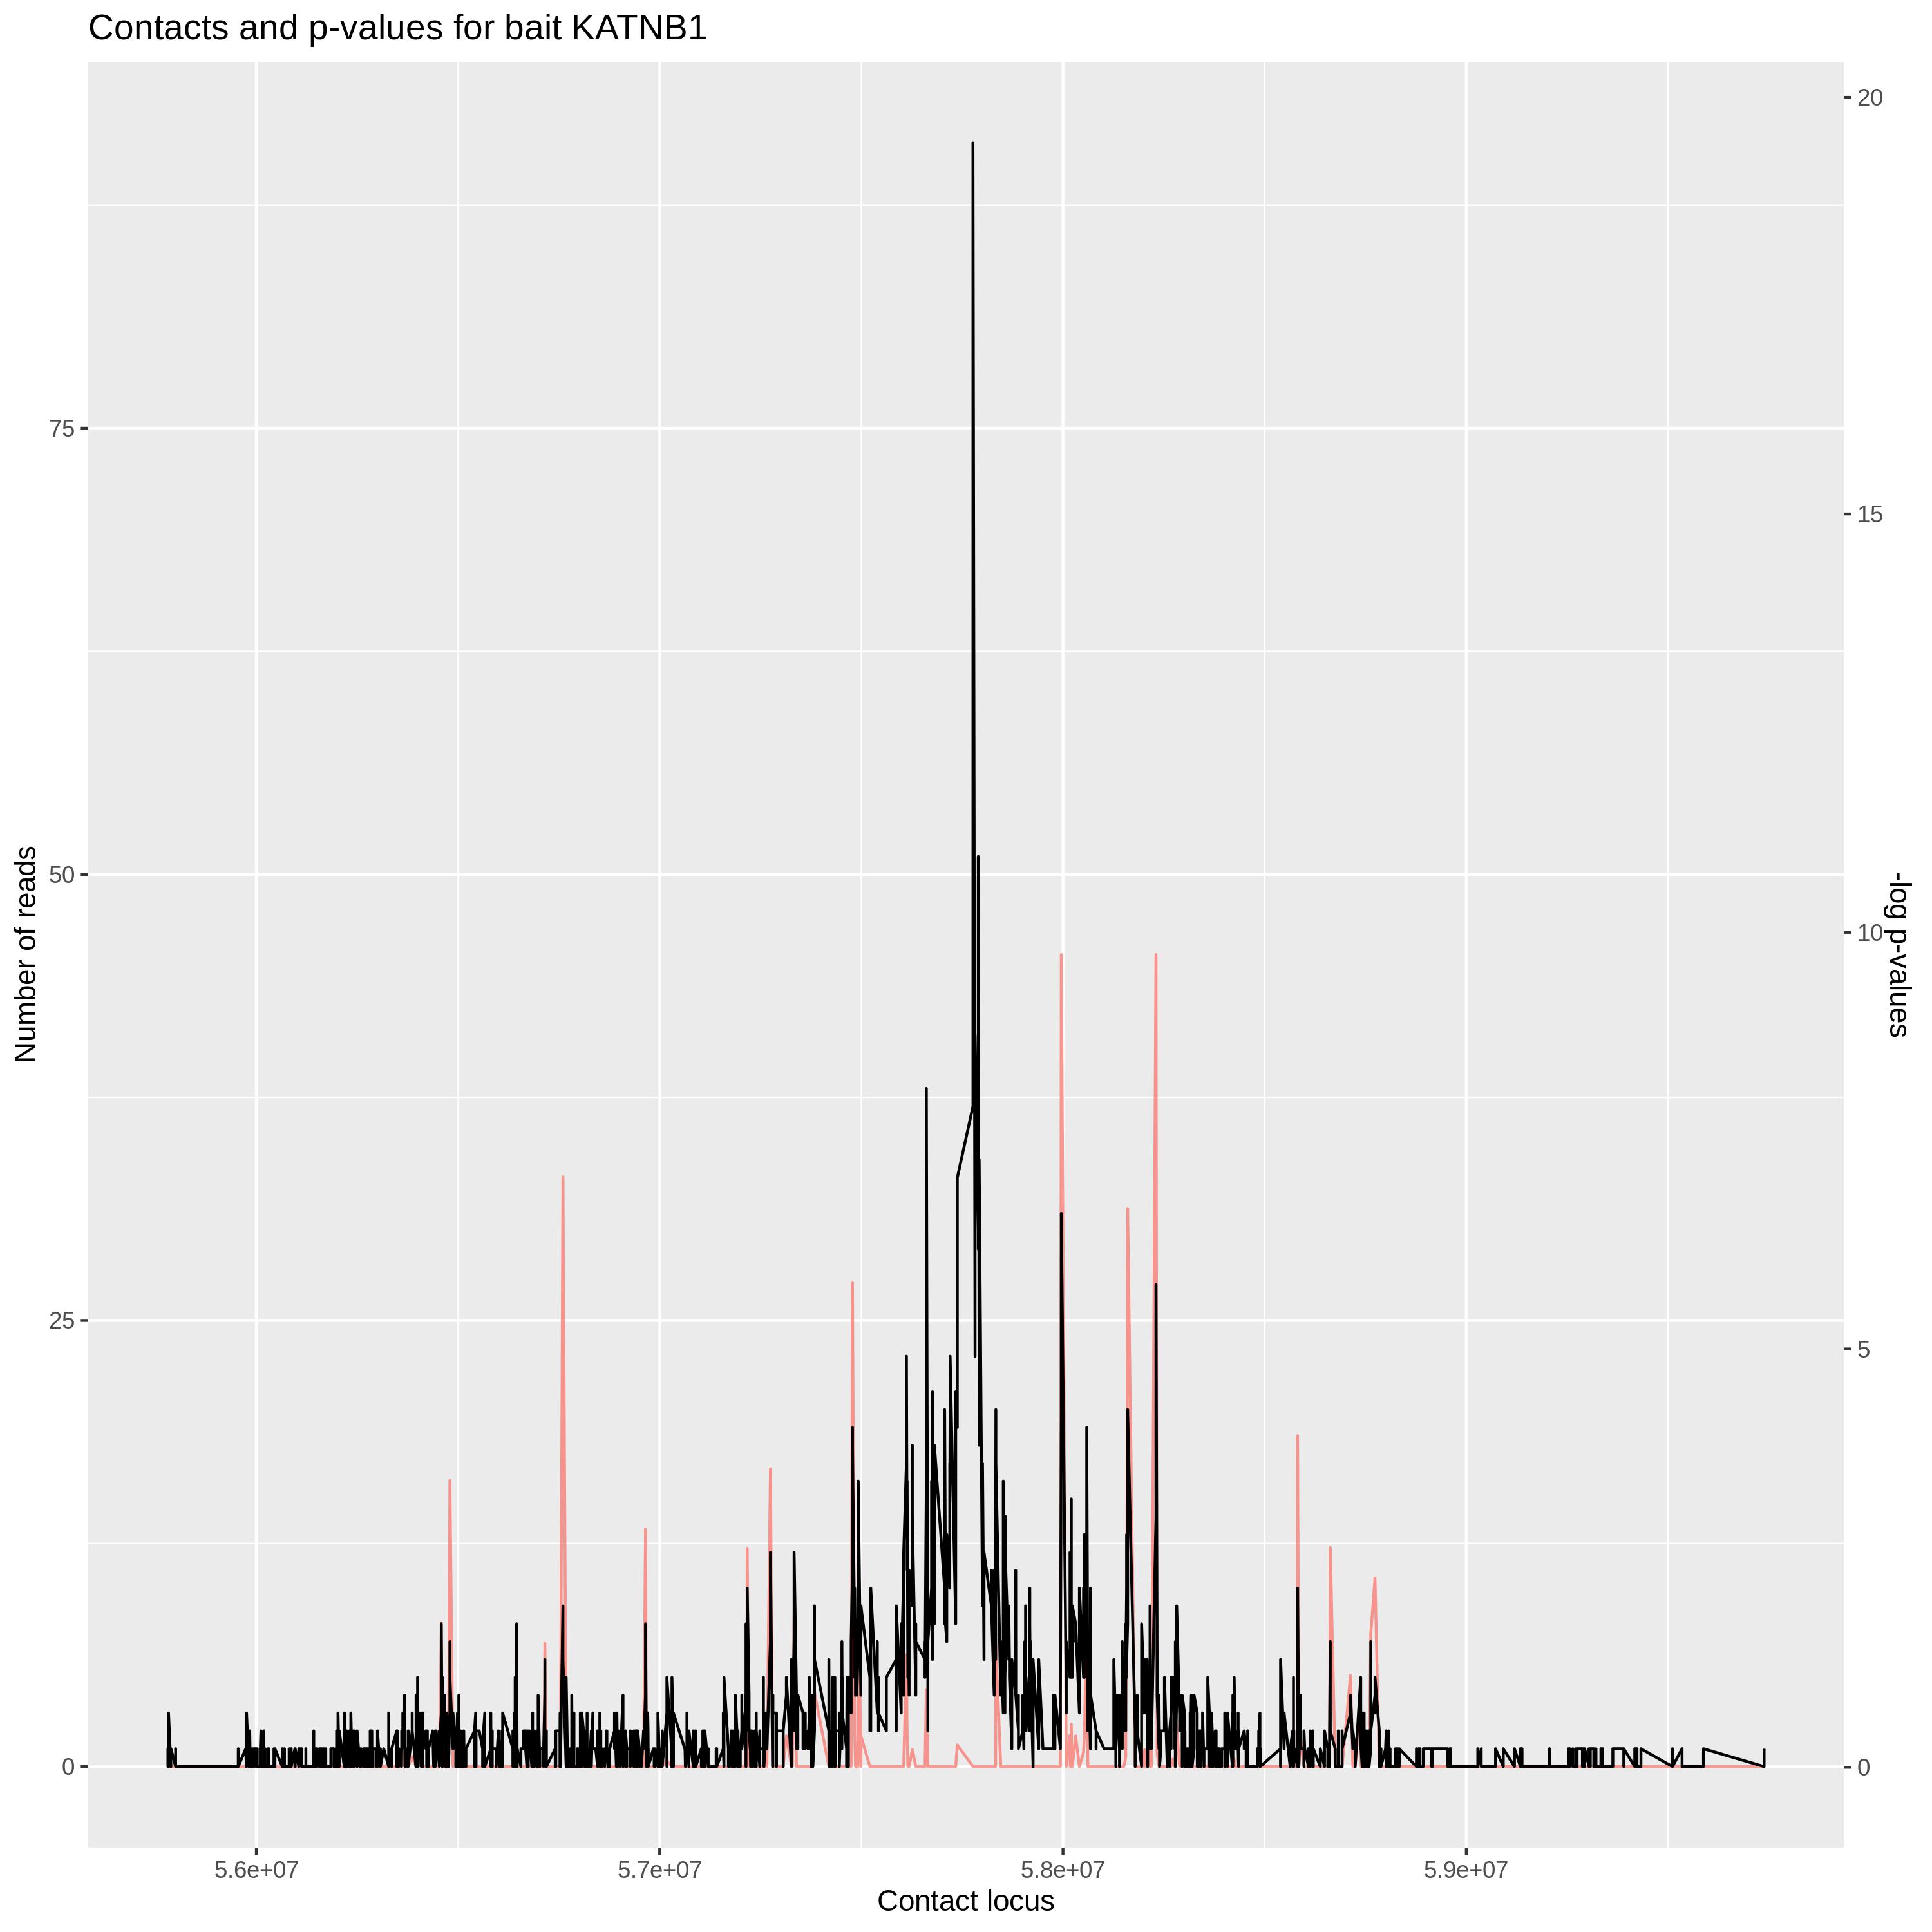 Contacts and p-values for bait KATNB1
20
15
10
5
0
-log p-values
75
50
25
0
Number of reads
5.6e+07 5.7e+07 5.8e+07 5.9e+07
Contact locus